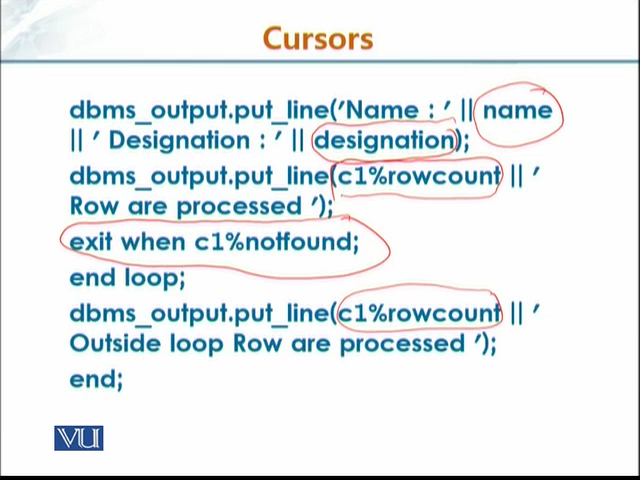 Cursors
dbms_output.put_line(’Name : ’ || name
|| ’ Designation : ’ || designation);
dbms_output.put_line(c1%rowcount || ’
Row are processed ’);
exit when c1%notfound;
end loop;
dbms_output.put_line(c1%rowcount || ’
Outside loop Row are processed ’);
end;
VU